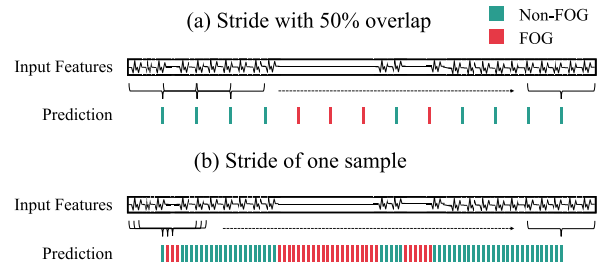 (a) Stride with 50% overlap
Non-FOG
FOG
Input Features
Prediction
(b) Stride of one sample
Input Features
Prediction